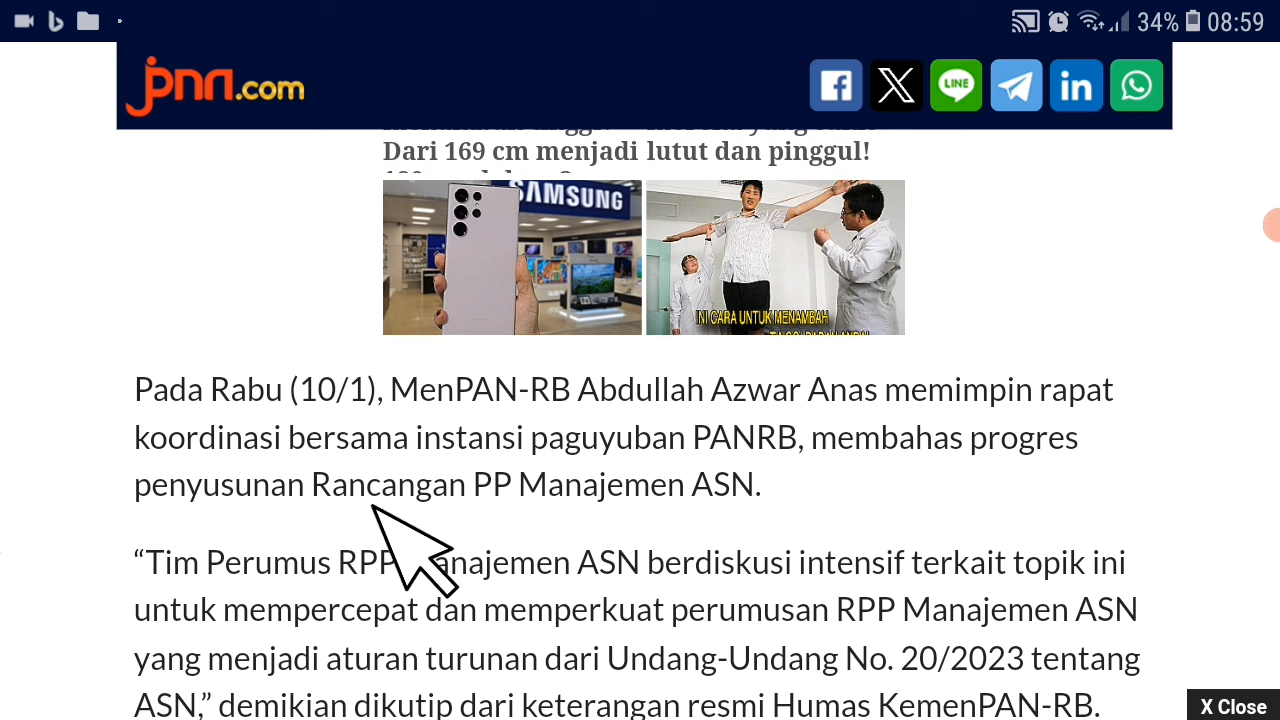 34% 08:59
jpnn.com
LINE
in
Dari 169 cm menjadi lutut dan pinggul!
SAMSUNG
INI CARA UNTUK MENAMBAH
Pada Rabu (10/1), MenPAN-RB Abdullah Azwar Anas memimpin rapat
koordinasi bersama instansi paguyuban PANRB, membahas progres
penyusunan Rancangan PP Manajemen ASN.
“Tim Perumus RPP Manajemen ASN berdiskusi intensif terkait topik ini
untuk mempercepat dan memperkuat perumusan RPP Manajemen ASN
yang menjadi aturan turunan dari Undang-Undang No. 20/2023 tentang
ASN,” demikian dikutip dari keterangan resmi Humas KemenPAN-RB.
X Close